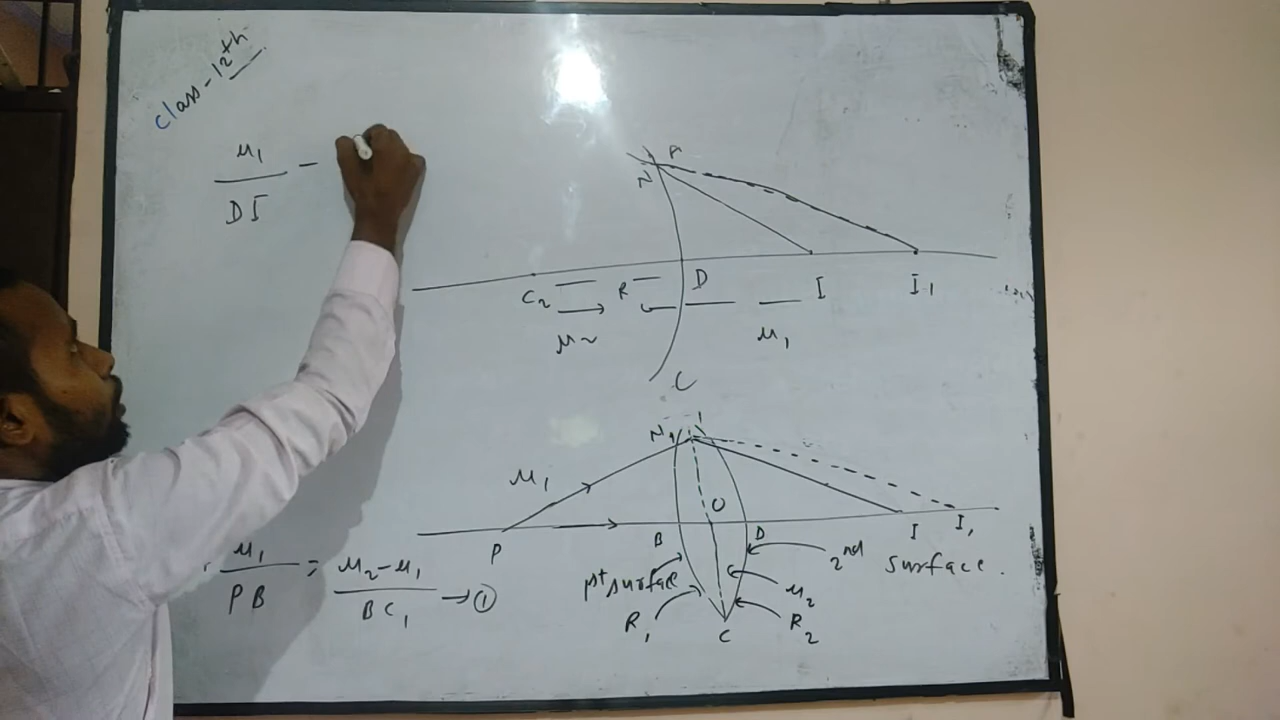 class-12th
μ₁ / DI -
A
N
C₂ R D I I₁
μ₂ μ₁
C
N₁
μ₁
O
P B D I I₁
1st surface 2nd surface.
C μ₂
R₁ C R₂
μ₁ / PB = μ₂-μ₁ / BC₁ → ①